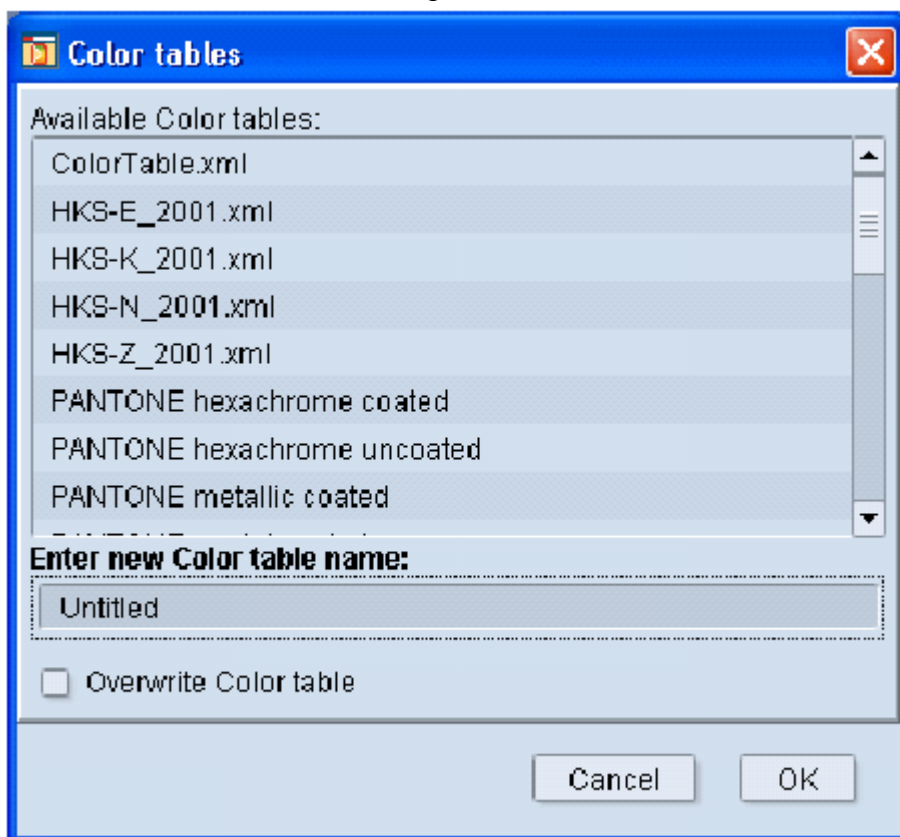 Color tables
Available Color tables:
ColorTable.xml
HKS-E_2001.xml
HKS-K_2001.xml
HKS-N_2001.xml
HKS-Z_2001.xml
PANTONE hexachrome coated
PANTONE hexachrome uncoated
PANTONE metallic coated
Enter new Color table name:
Untitled
Overwrite Color table
Cancel OK